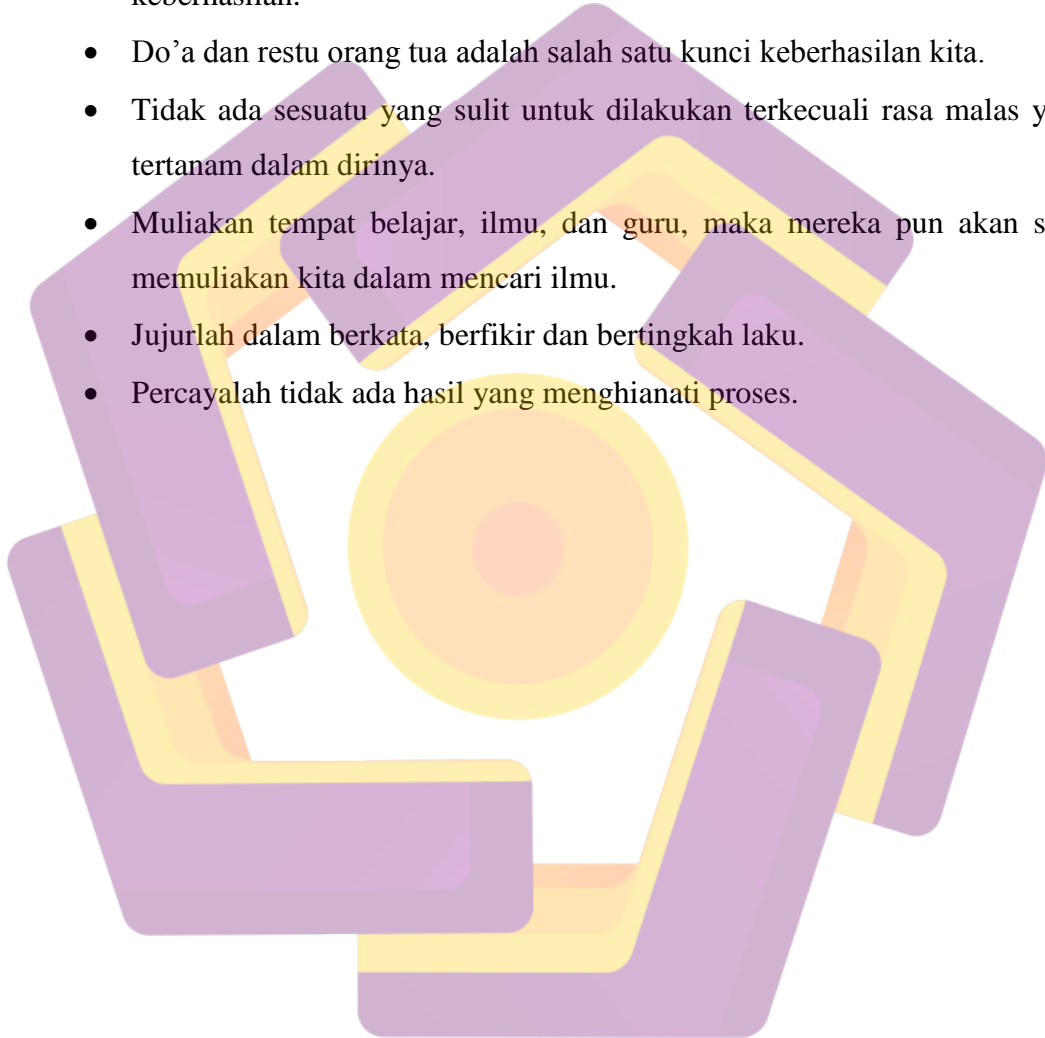 keberhasilan.
• Do’a dan restu orang tua adalah salah satu kunci keberhasilan kita.
• Tidak ada sesuatu yang sulit untuk dilakukan terkecuali rasa malas
tertanam dalam dirinya.
• Muliakan tempat belajar, ilmu, dan guru, maka mereka pun akan
memuliakan kita dalam mencari ilmu.
• Jujurlah dalam berkata, berfikir dan bertingkah laku.
• Percayalah tidak ada hasil yang menghianati proses.